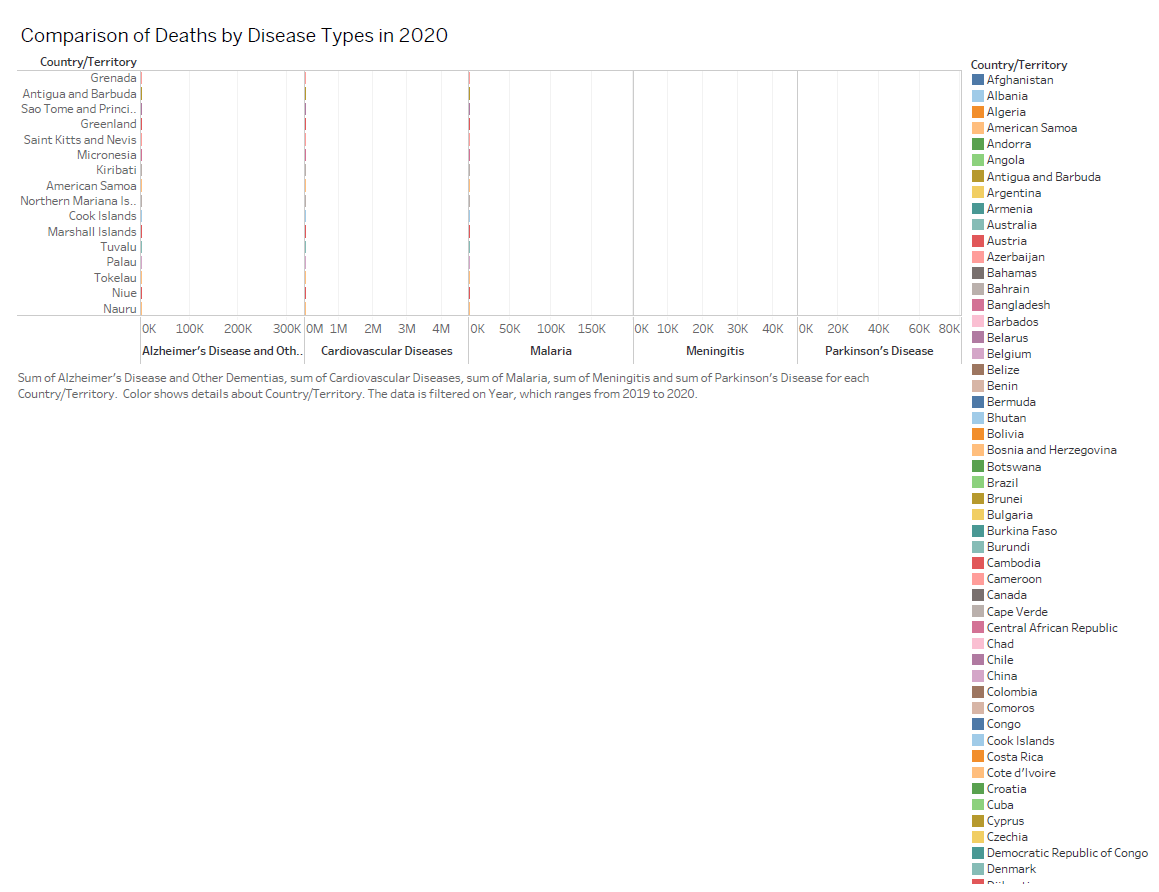 Comparison of Deaths by Disease Types in 2020
Country/Territory
Grenada
Antigua and Barbuda
Sao Tome and Princi..
Greenland
Saint Kitts and Nevis
Micronesia
Kiribati
American Samoa
Northern Mariana Is..
Cook Islands
Marshall Islands
Tuvalu
Palau
Tokelau
Niue
Nauru
0K 100K 200K 300K 0M 1M 2M 3M 4M 0K 50K 100K 150K 0K 10K 20K 30K 40K 0K 20K 40K 60K 80K
Alzheimer's Disease and Oth.. Cardiovascular Diseases Malaria Meningitis Parkinson's Disease
Sum of Alzheimer's Disease and Other Dementias, sum of Cardiovascular Diseases, sum of Malaria, sum of Meningitis and sum of Parkinson's Disease for each
Country/Territory. Color shows details about Country/Territory. The data is filtered on Year, which ranges from 2019 to 2020.
Country/Territory
Afghanistan
Albania
Algeria
American Samoa
Andorra
Angola
Antigua and Barbuda
Argentina
Armenia
Australia
Austria
Azerbaijan
Bahamas
Bahrain
Bangladesh
Barbados
Belarus
Belgium
Belize
Benin
Bermuda
Bhutan
Bolivia
Bosnia and Herzegovina
Botswana
Brazil
Brunei
Bulgaria
Burkina Faso
Burundi
Cambodia
Cameroon
Canada
Cape Verde
Central African Republic
Chad
Chile
China
Colombia
Comoros
Congo
Cook Islands
Costa Rica
Cote d'Ivoire
Croatia
Cuba
Cyprus
Czechia
Democratic Republic of Congo
Denmark